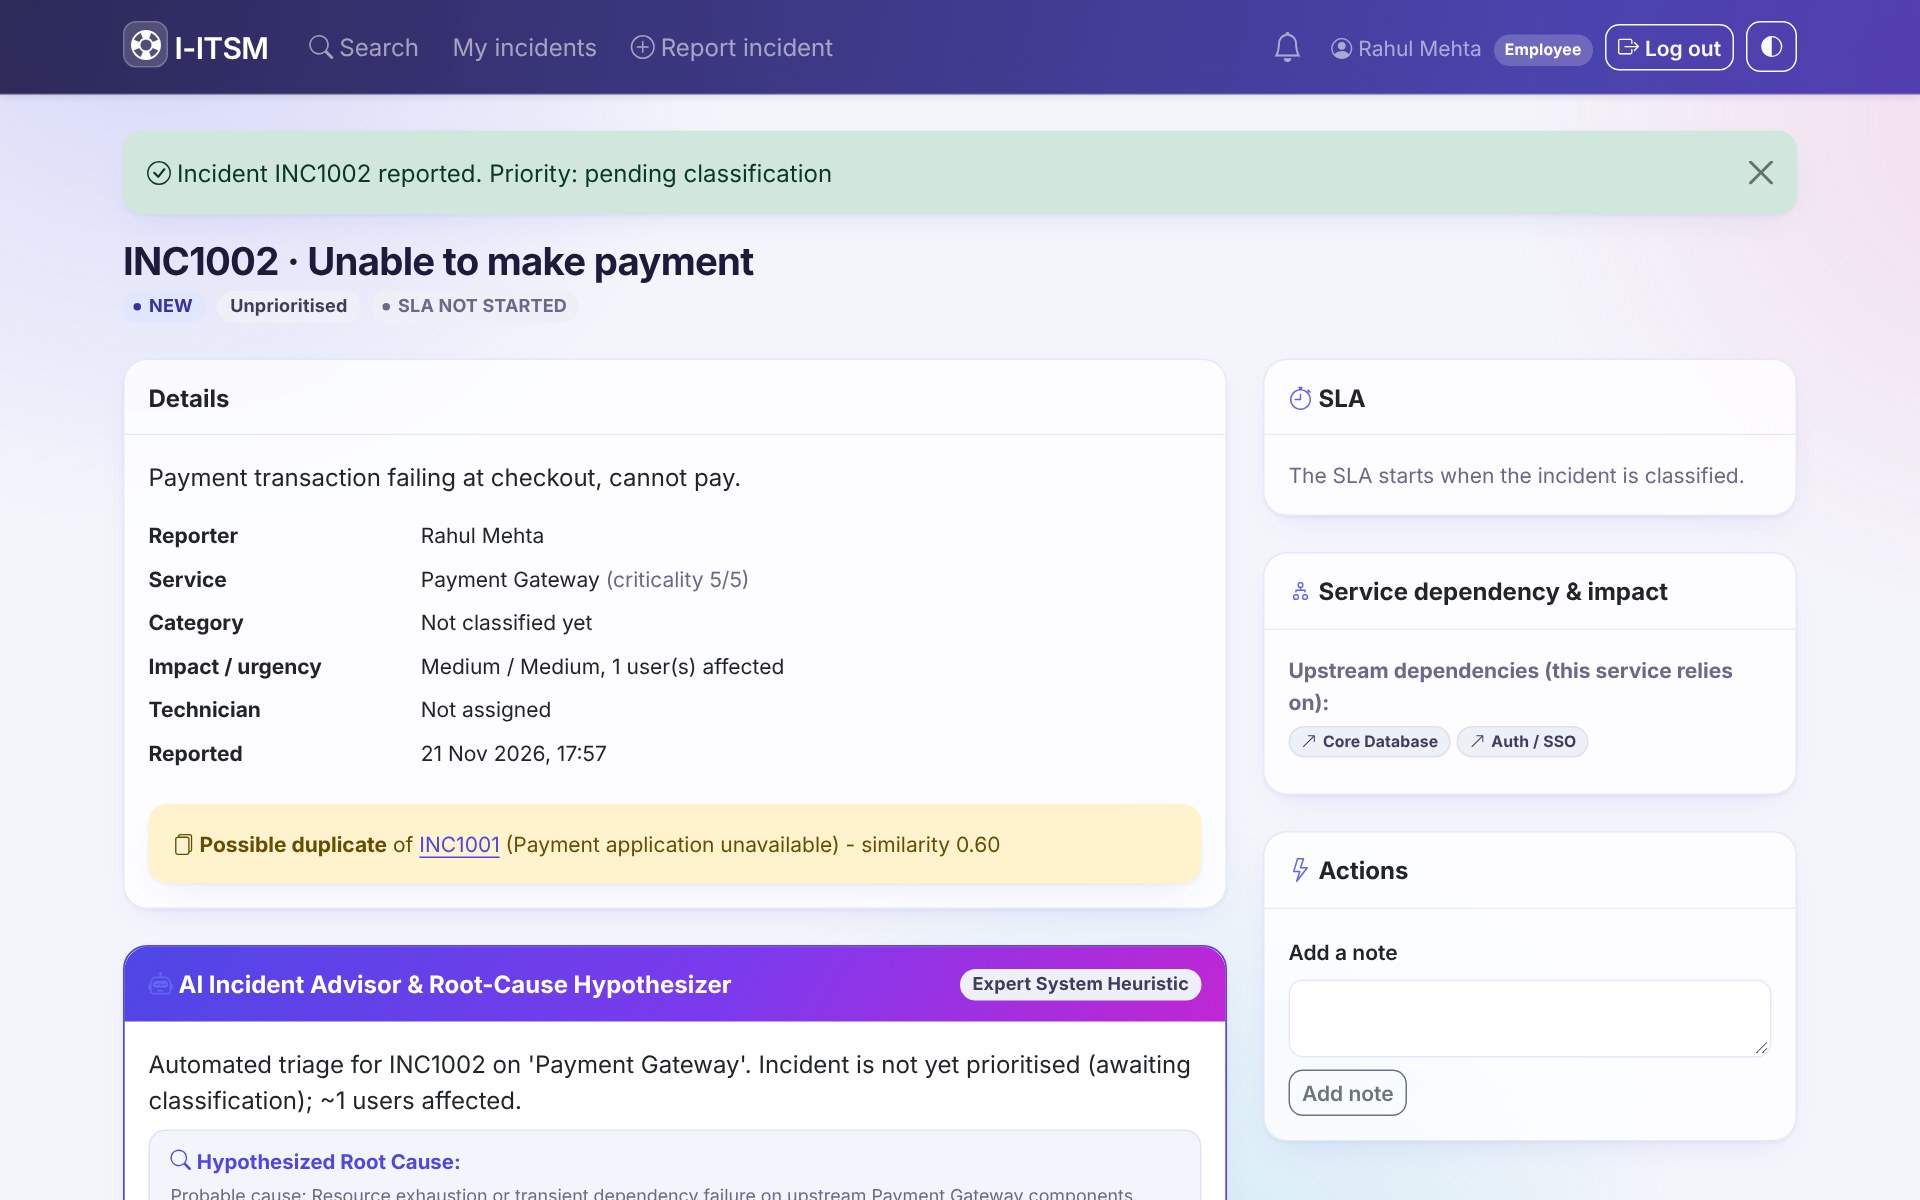 I-ITSM Search My incidents Report incident Rahul Mehta Employee Log out
Incident INC1002 reported. Priority: pending classification
INC1002 · Unable to make payment
• NEW Unprioritised • SLA NOT STARTED
Details
Payment transaction failing at checkout, cannot pay.
Reporter Rahul Mehta
Service Payment Gateway (criticality 5/5)
Category Not classified yet
Impact / urgency Medium / Medium, 1 user(s) affected
Technician Not assigned
Reported 21 Nov 2026, 17:57
Possible duplicate of INC1001 (Payment application unavailable) - similarity 0.60
AI Incident Advisor & Root-Cause Hypothesizer Expert System Heuristic
Automated triage for INC1002 on 'Payment Gateway'. Incident is not yet prioritised (awaiting
classification); ~1 users affected.
Hypothesized Root Cause:
Probable cause: Resource exhaustion or transient dependency failure on upstream Payment Gateway components.
SLA
The SLA starts when the incident is classified.
Service dependency & impact
Upstream dependencies (this service relies
on):
↗ Core Database ↗ Auth / SSO
Actions
Add a note
Add note